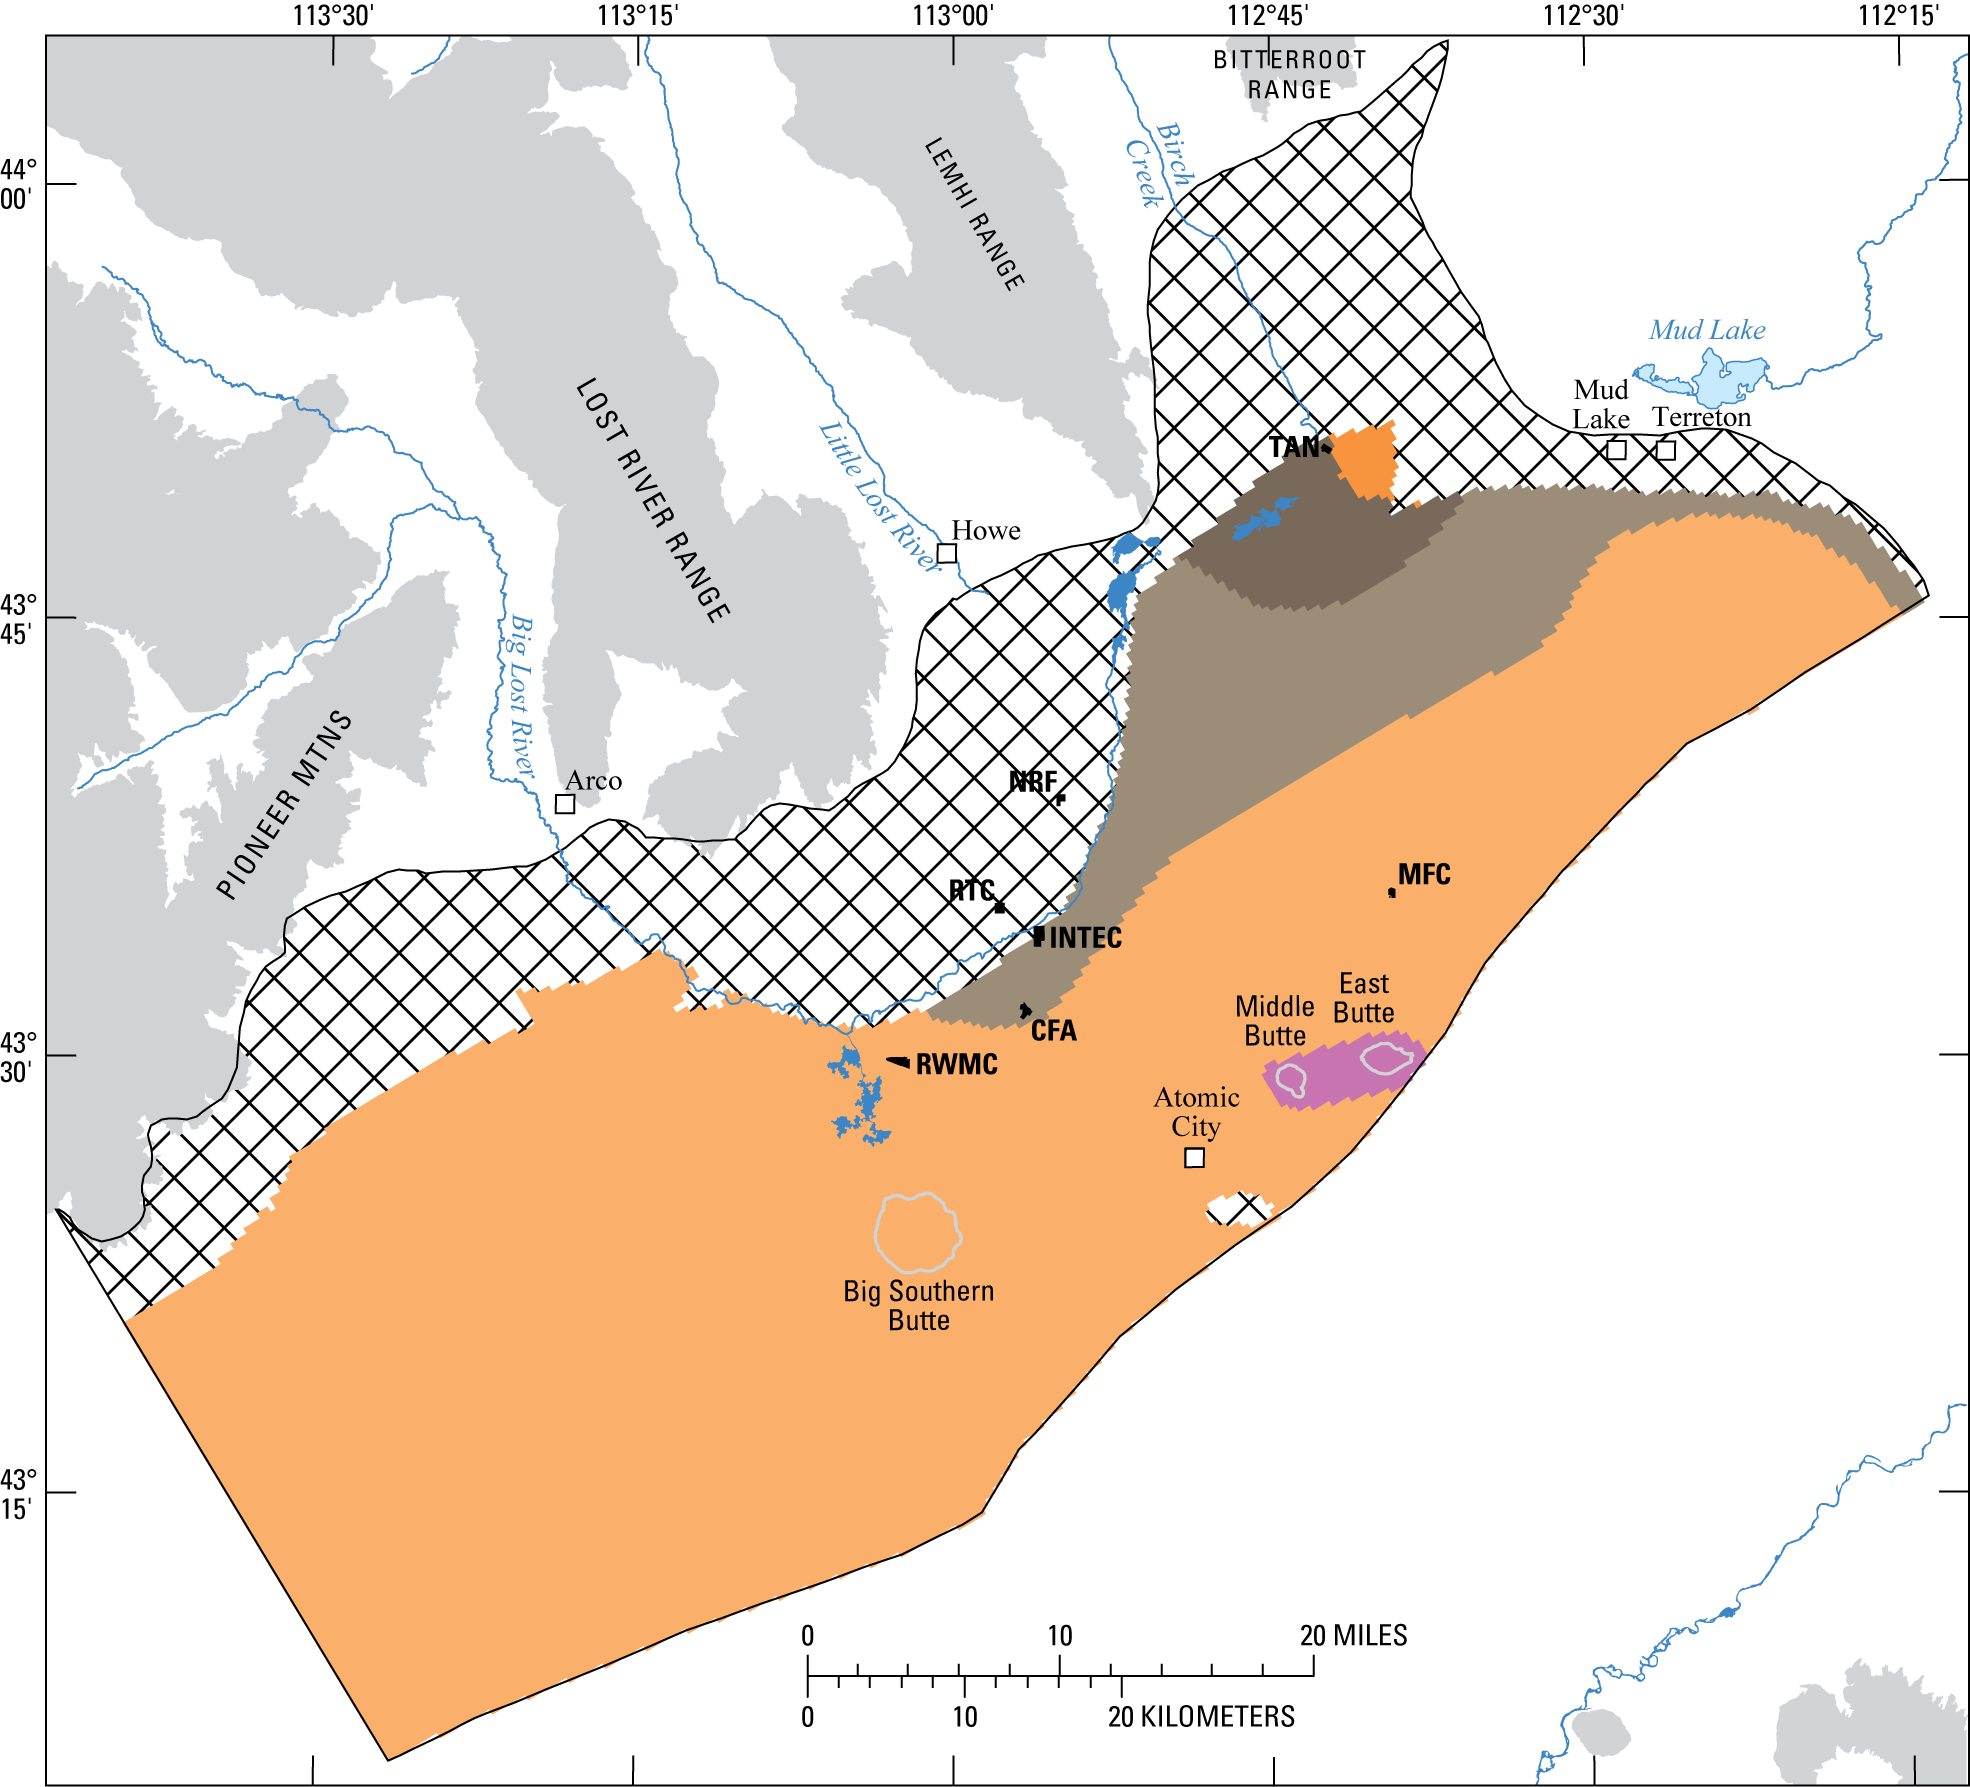 113°30'
113°15'
113°00'
112°45'
112°30'
112°15'
BITTERROOT
RANGE
44°
00'
Birch
Creek
LEMHI RANGE
Mud Lake
Mud
Lake
Terreton
LOST RIVER RANGE
Little Lost River
TAN
Howe
43°
45'
Big Lost River
PIONEER MTNS
Arco
NRF
MFC
RTC
INTEC
East
Butte
Middle
Butte
CFA
43°
30'
RWMC
Atomic
City
Big Southern
Butte
43°
15'
0 10 20 MILES
0 10 20 KILOMETERS